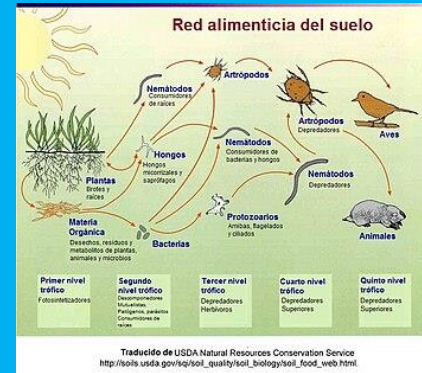 Red alimenticia del suelo
Nemátodos
Consumidores
de raíces
Artrópodos
Artrópodos
Depredadores
Aves
Plantas
Brotes y
raíces
Hongos
Hongos
micorrizales y
saprófagos
Nemátodos
Consumidores de
bacterias y hongos
Nemátodos
Depredadores
Materia
Orgánica
Desechos, residuos y
metabolitos de plantas,
animales y microbios
Bacterias
Protozoarios
Amibas, flagelados
y ciliados
Animales
Primer nivel
trófico
Fotosintetizadores
Segundo
nivel trófico
Descomponedores
Mutualistas,
Patógenos, parásitos
Consumidores de
raíces
Tercer nivel
trófico
Depredadores
Herbívoros
Cuarto nivel
trófico
Depredadores
Superiores
Quinto nivel
trófico
Depredadores
Superiores
Traducido de USDA Natural Resources Conservation Service
http://soils.usda.gov/sqi/soil_quality/soil_biology/soil_food_web.html.